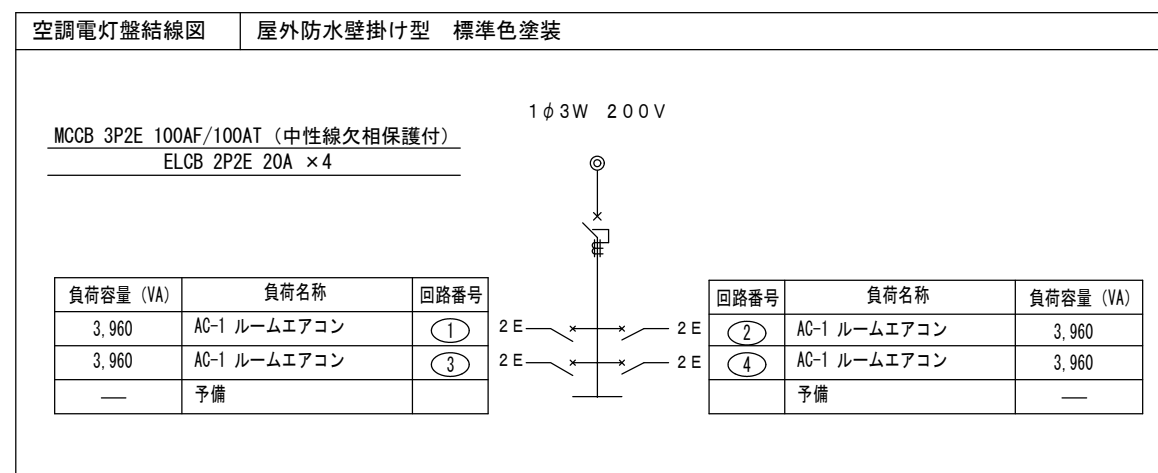 空調電灯盤結線図 屋外防水壁掛け型 標準色塗装
1φ3W 200V
MCCB 3P2E 100AF/100AT (中性線欠相保護付)
ELCB 2P2E 20A ×4
負荷容量 (VA) 負荷名称 回路番号
3,960 AC-1 ルームエアコン 1 2E
3,960 AC-1 ルームエアコン 3 2E
― 予備
回路番号 負荷名称 負荷容量 (VA)
2E 2 AC-1 ルームエアコン 3,960
2E 4 AC-1 ルームエアコン 3,960
予備 ―